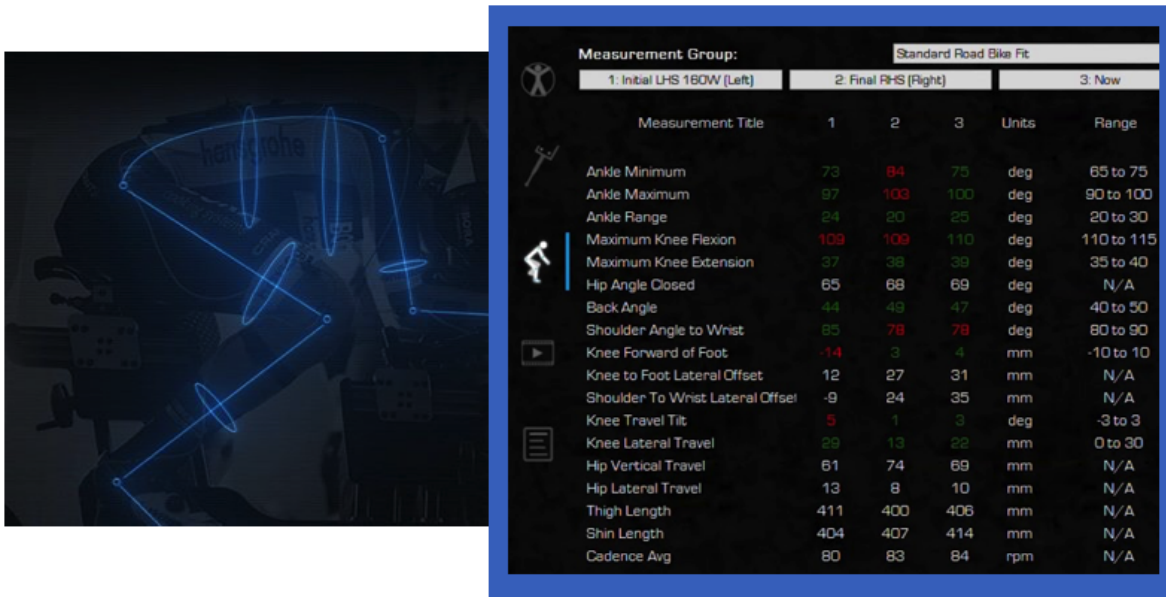 hansgrohe
Measurement Group: Standard Road Bike Fit
1: Initial LHS 160W (Left) 2: Final RHS (Right) 3: Now
Measurement Title 1 2 3 Units Range
Ankle Minimum 73 84 75 deg 65 to 75
Ankle Maximum 97 103 100 deg 90 to 100
Ankle Range 24 20 25 deg 20 to 30
Maximum Knee Flexion 109 109 110 deg 110 to 115
Maximum Knee Extension 37 38 39 deg 35 to 40
Hip Angle Closed 65 68 69 deg N/A
Back Angle 44 49 47 deg 40 to 50
Shoulder Angle to Wrist 85 78 78 deg 80 to 90
Knee Forward of Foot -14 3 4 mm -10 to 10
Knee to Foot Lateral Offset 12 27 31 mm N/A
Shoulder To Wrist Lateral Offset -9 24 35 mm N/A
Knee Travel Tilt 5 1 3 deg -3 to 3
Knee Lateral Travel 29 13 22 mm 0 to 30
Hip Vertical Travel 61 74 69 mm N/A
Hip Lateral Travel 13 8 10 mm N/A
Thigh Length 411 400 406 mm N/A
Shin Length 404 407 414 mm N/A
Cadence Avg 80 83 84 rpm N/A